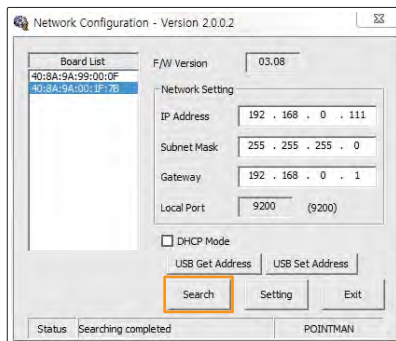 Network Configuration - Version 2.0.0.2
Board List
40:8A:9A:99:00:0F
40:8A:9A:00:1F:7B
F/W Version 03.08
Network Setting
IP Address 192 . 168 . 0 . 111
Subnet Mask 255 . 255 . 255 . 0
Gateway 192 . 168 . 0 . 1
Local Port 9200 (9200)
DHCP Mode
USB Get Address USB Set Address
Search Setting Exit
Status Searching completed POINTMAN